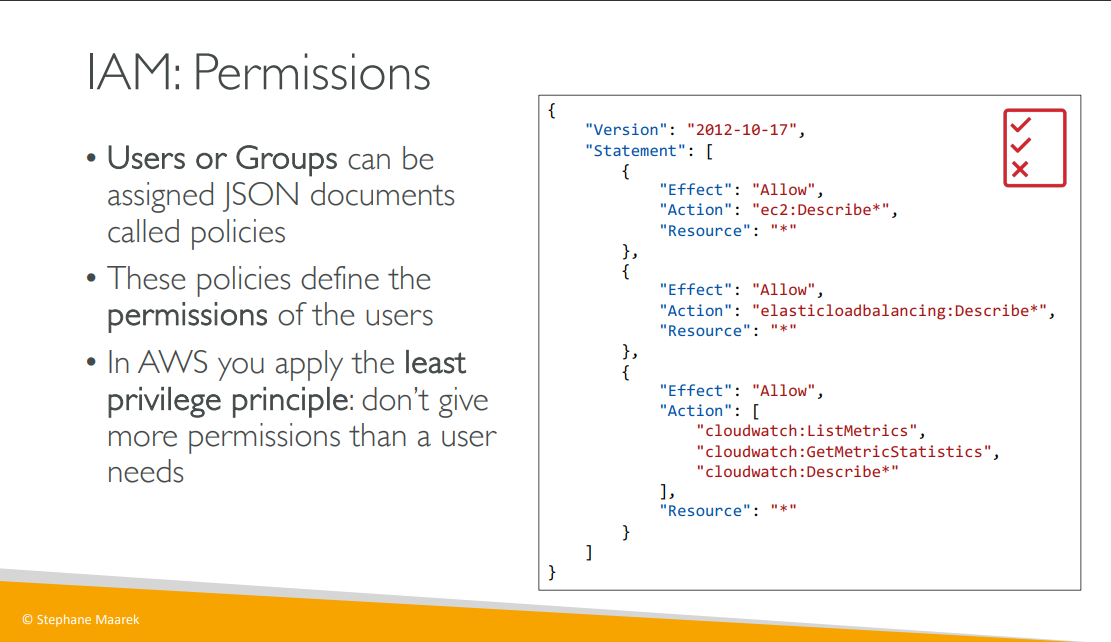 IAM: Permissions
• Users or Groups can be
assigned JSON documents
called policies
• These policies define the
permissions of the users
• In AWS you apply the least
privilege principle: don’t give
more permissions than a user
needs
{
    "Version": "2012-10-17",
    "Statement": [
        {
            "Effect": "Allow",
            "Action": "ec2:Describe*",
            "Resource": "*"
        },
        {
            "Effect": "Allow",
            "Action": "elasticloadbalancing:Describe*",
            "Resource": "*"
        },
        {
            "Effect": "Allow",
            "Action": [
                "cloudwatch:ListMetrics",
                "cloudwatch:GetMetricStatistics",
                "cloudwatch:Describe*"
            ],
            "Resource": "*"
        }
    ]
}
© Stephane Maarek